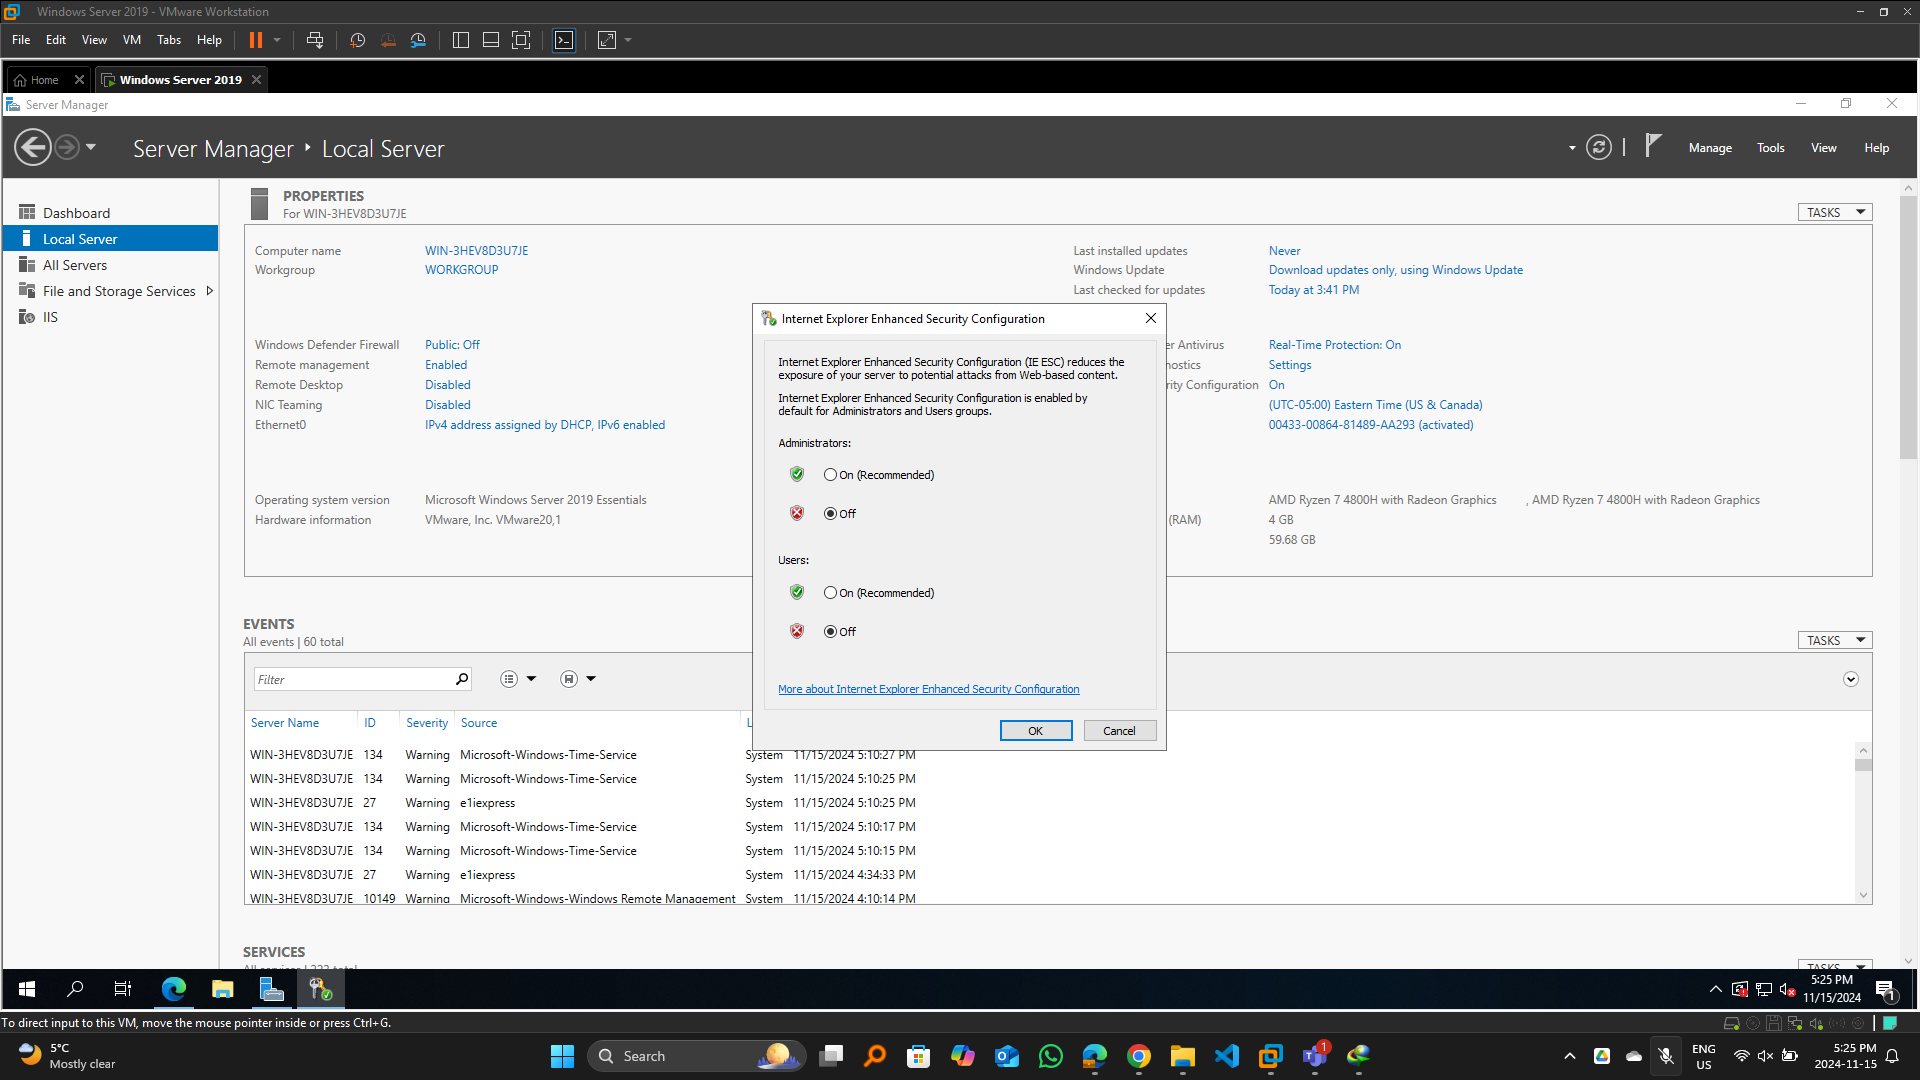 Windows Server 2019 - VMware Workstation
File Edit View VM Tabs Help
Home Windows Server 2019
Server Manager
Server Manager Local Server
Manage Tools View Help
Dashboard
Local Server
All Servers
File and Storage Services
IIS
PROPERTIES
For WIN-3HEV8D3U7JE
TASKS
Computer name WIN-3HEV8D3U7JE
Workgroup WORKGROUP
Windows Defender Firewall Public: Off
Remote management Enabled
Remote Desktop Disabled
NIC Teaming Disabled
Ethernet0 IPv4 address assigned by DHCP, IPv6 enabled
Operating system version Microsoft Windows Server 2019 Essentials
Hardware information VMware, Inc. VMware20,1
Last installed updates Never
Windows Update Download updates only, using Windows Update
Last checked for updates Today at 3:41 PM
er Antivirus Real-Time Protection: On
nostics Settings
rity Configuration On
(UTC-05:00) Eastern Time (US & Canada)
00433-00864-81489-AA293 (activated)
AMD Ryzen 7 4800H with Radeon Graphics , AMD Ryzen 7 4800H with Radeon Graphics
(RAM) 4 GB
59.68 GB
Internet Explorer Enhanced Security Configuration
Internet Explorer Enhanced Security Configuration (IE ESC) reduces the
exposure of your server to potential attacks from Web-based content.
Internet Explorer Enhanced Security Configuration is enabled by
default for Administrators and Users groups.
Administrators:
On (Recommended)
Off
Users:
On (Recommended)
Off
More about Internet Explorer Enhanced Security Configuration
OK Cancel
EVENTS
All events | 60 total
TASKS
Filter
Server Name ID Severity Source L
WIN-3HEV8D3U7JE 134 Warning Microsoft-Windows-Time-Service System 11/15/2024 5:10:27 PM
WIN-3HEV8D3U7JE 134 Warning Microsoft-Windows-Time-Service System 11/15/2024 5:10:25 PM
WIN-3HEV8D3U7JE 27 Warning e1iexpress System 11/15/2024 5:10:25 PM
WIN-3HEV8D3U7JE 134 Warning Microsoft-Windows-Time-Service System 11/15/2024 5:10:17 PM
WIN-3HEV8D3U7JE 134 Warning Microsoft-Windows-Time-Service System 11/15/2024 5:10:15 PM
WIN-3HEV8D3U7JE 27 Warning e1iexpress System 11/15/2024 4:34:33 PM
WIN-3HEV8D3U7JE 10149 Warning Microsoft-Windows-Windows Remote Management System 11/15/2024 4:10:14 PM
SERVICES
All services | 223 total
TASKS
5:25 PM
11/15/2024
1
To direct input to this VM, move the mouse pointer inside or press Ctrl+G.
5°C
Mostly clear
Search
1
ENG
US
5:25 PM
2024-11-15